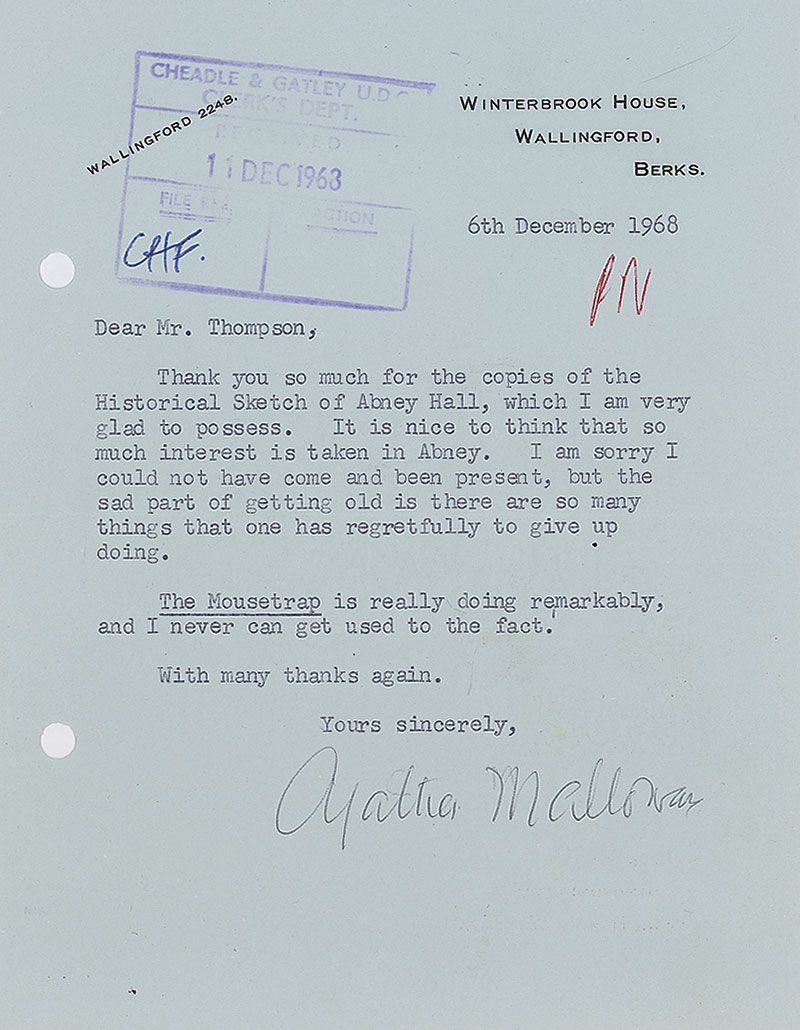 CHEADLE & GATLEY U.D.C
CLERK'S DEPT.
RECEIVED
11 DEC 1968
FILE REF.
ACTION
CHF.
WALLINGFORD 2248.
WINTERBROOK HOUSE,
WALLINGFORD,
BERKS.
6th December 1968
Dear Mr. Thompson,
Thank you so much for the copies of the
Historical Sketch of Abney Hall, which I am very
glad to possess. It is nice to think that so
much interest is taken in Abney. I am sorry I
could not have come and been present, but the
sad part of getting old is there are so many
things that one has regretfully to give up
doing.
The Mousetrap is really doing remarkably,
and I never can get used to the fact.'
With many thanks again.
Yours sincerely,
Agatha Mallowan